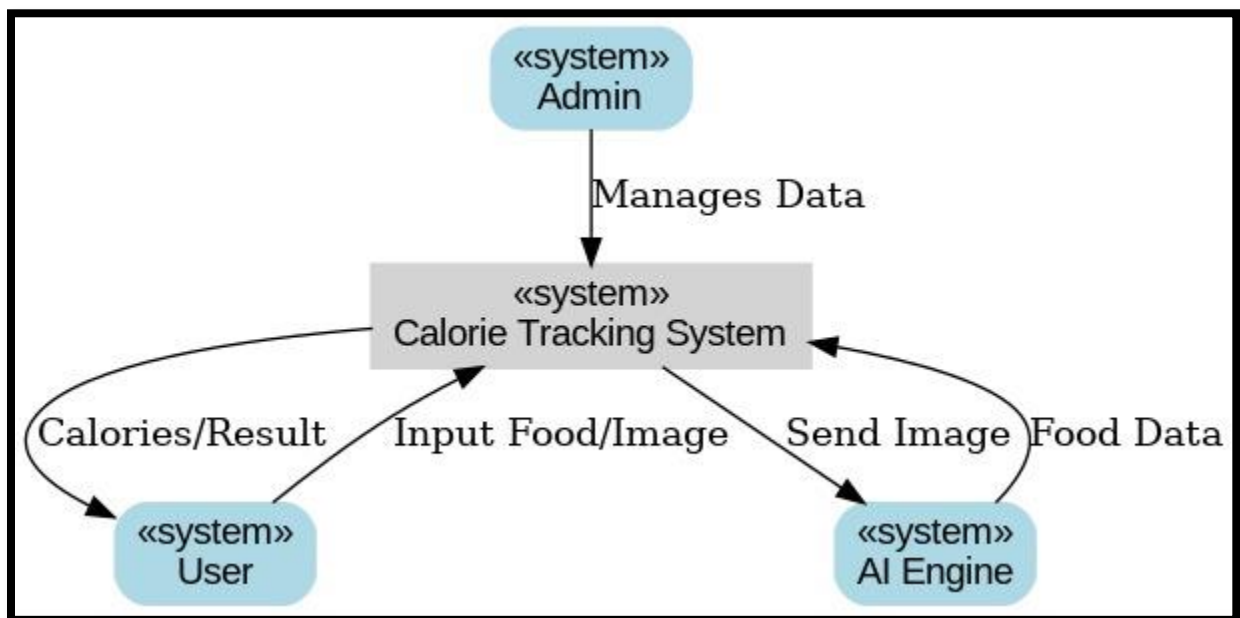 «system»
Admin
Manages Data
«system»
Calorie Tracking System
Calories/Result
Input Food/Image
Send Image
Food Data
«system»
User
«system»
AI Engine